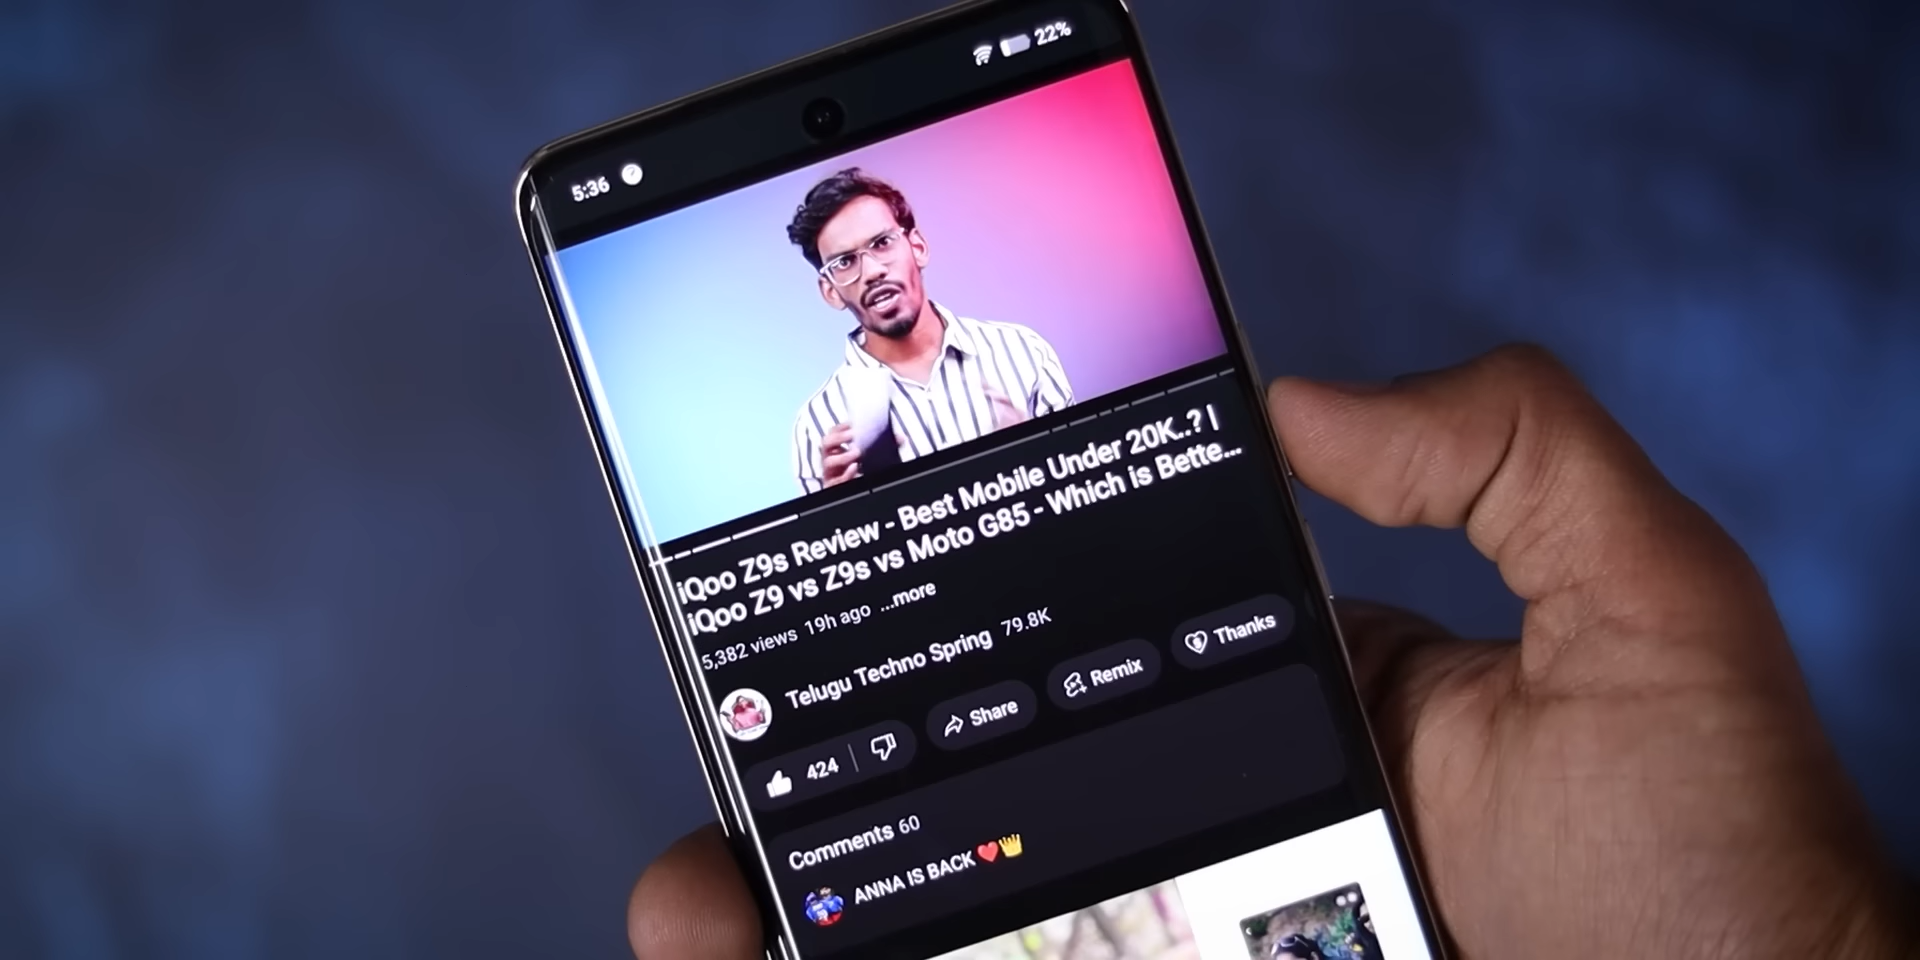 5:36
22%
iQoo Z9s Review - Best Mobile Under 20K..? |
iQoo Z9 vs Z9s vs Moto G85 - Which is Bette...
5,382 views 19h ago ...more
Telugu Techno Spring 79.8K
424
Share
Remix
Thanks
Comments 60
ANNA IS BACK ❤️👑